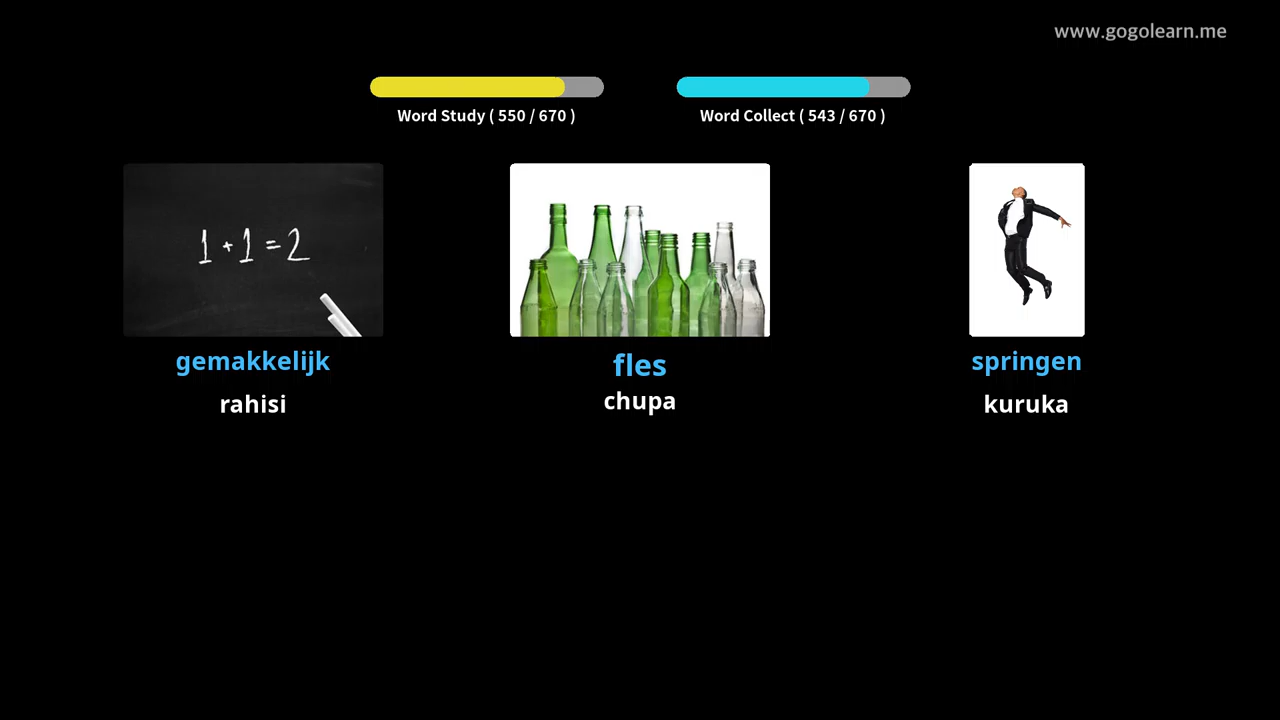 www.gogolearn.me
Word Study ( 550 / 670 )
Word Collect ( 543 / 670 )
1 + 1 = 2
gemakkelijk
fles
springen
rahisi
chupa
kuruka